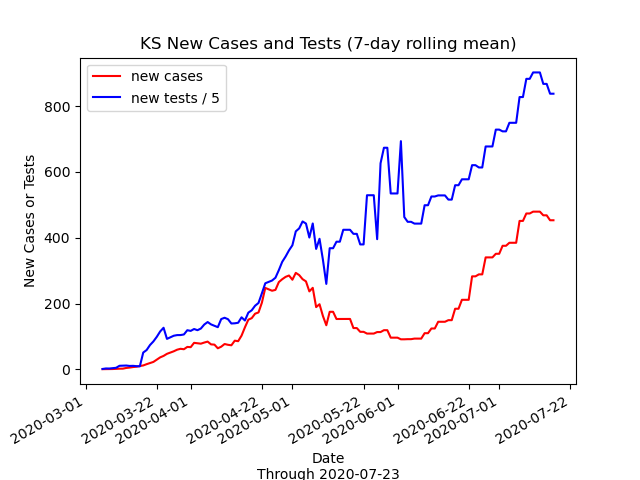 KS New Cases and Tests (7-day rolling mean)
new cases
new tests / 5
New Cases or Tests
800
600
400
200
0
2020-03-01
2020-03-22
2020-04-01
2020-04-22
2020-05-01
2020-05-22
2020-06-01
2020-06-22
2020-07-01
2020-07-22
Date
Through 2020-07-23